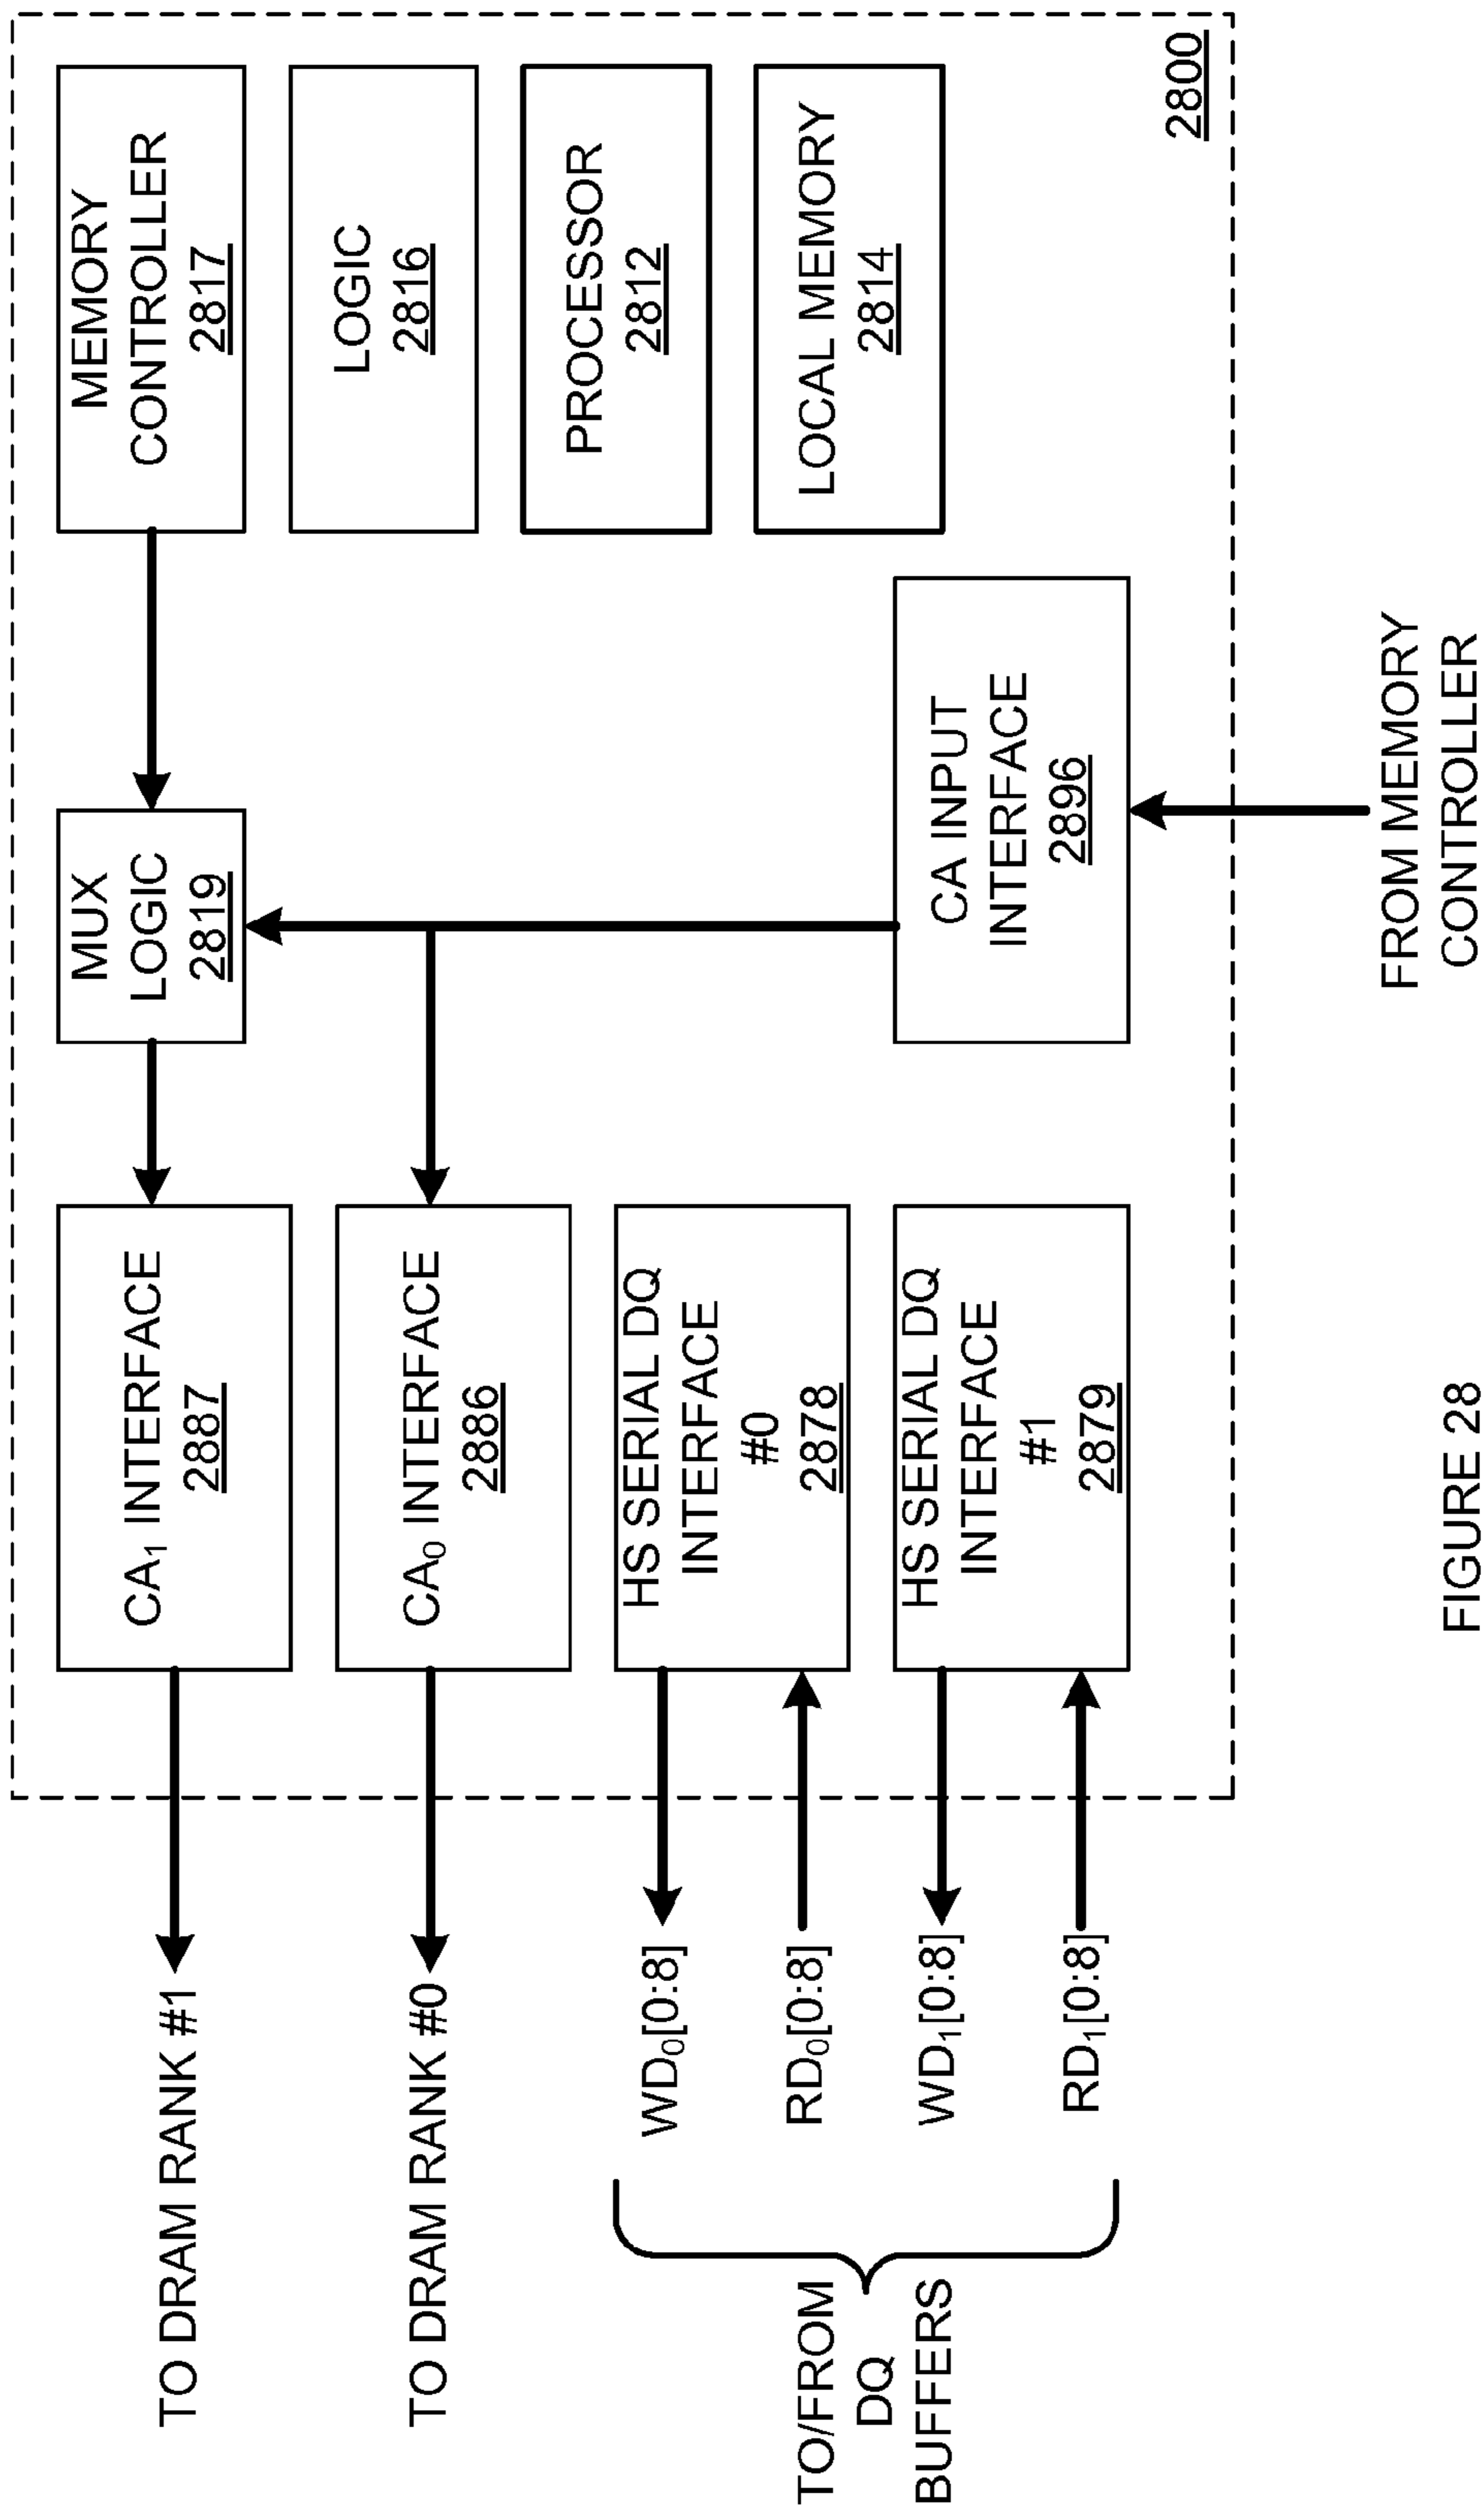 TO DRAM RANK #1
TO DRAM RANK #0
TO/FROM
DQ
BUFFERS
WD₀[0:8]
RD₀[0:8]
WD₁[0:8]
RD₁[0:8]
CA₁ INTERFACE
2887
CA₀ INTERFACE
2886
HS SERIAL DQ
INTERFACE
#0
2878
HS SERIAL DQ
INTERFACE
#1
2879
MUX
LOGIC
2819
CA INPUT
INTERFACE
2896
MEMORY
CONTROLLER
2817
LOGIC
2816
PROCESSOR
2812
LOCAL MEMORY
2814
2800
FROM MEMORY
CONTROLLER
FIGURE 28